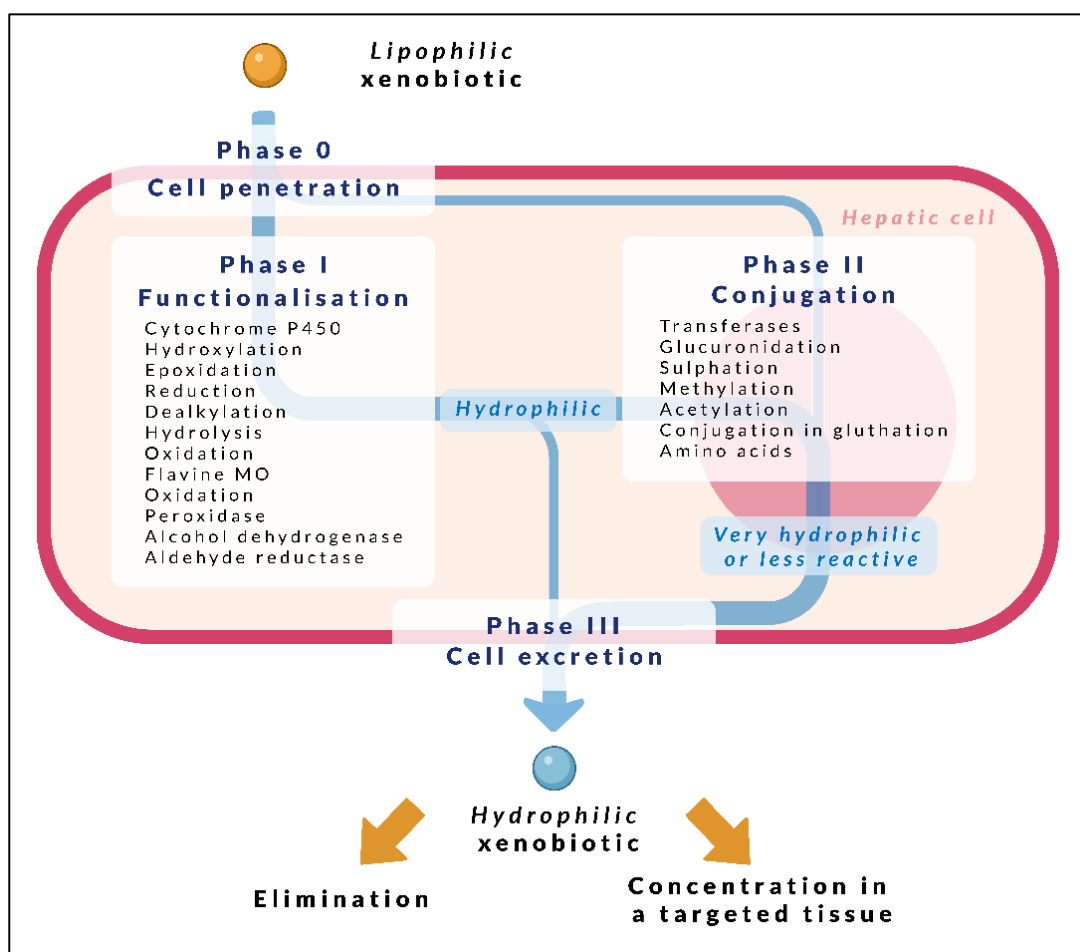 Lipophilic
xenobiotic
Phase 0
Cell penetration
Hepatic cell
Phase I
Functionalisation
Cytochrome P450
Hydroxylation
Epoxidation
Reduction
Dealkylation
Hydrolysis
Oxidation
Flavine MO
Oxidation
Peroxidase
Alcohol dehydrogenase
Aldehyde reductase
Hydrophilic
Phase II
Conjugation
Transferases
Glucuronidation
Sulphation
Methylation
Acetylation
Conjugation in gluthation
Amino acids
Very hydrophilic
or less reactive
Phase III
Cell excretion
Hydrophilic
xenobiotic
Elimination
Concentration in
a targeted tissue